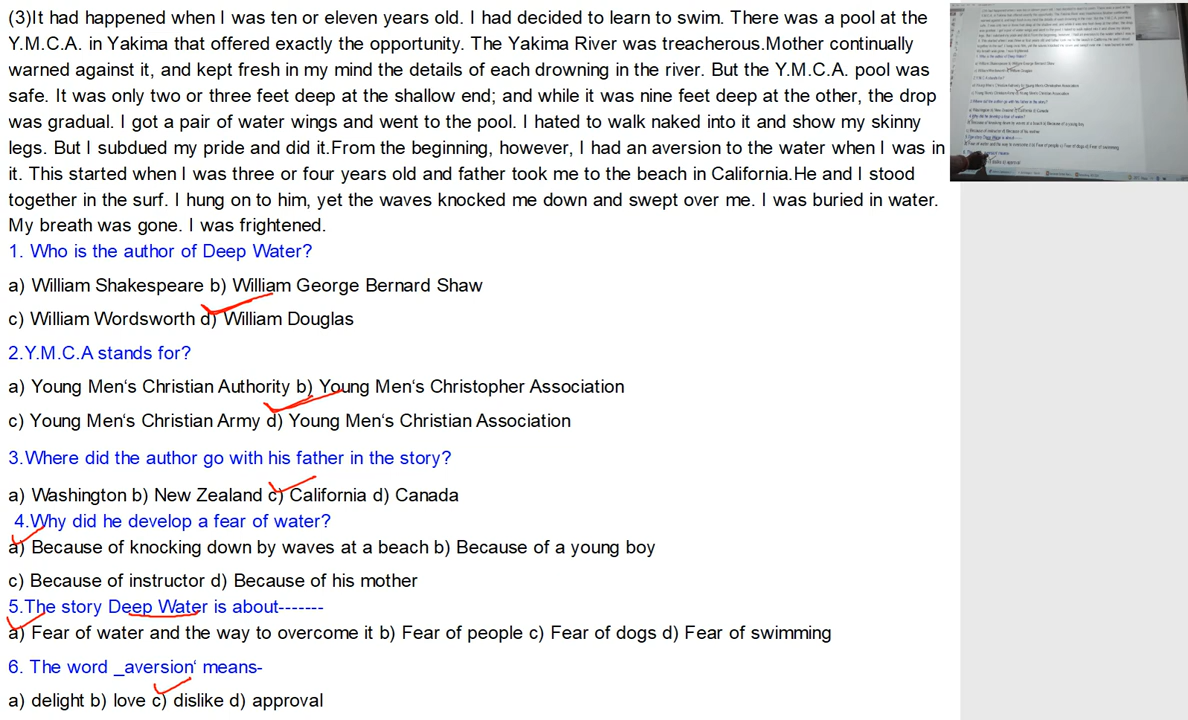 (3)It had happened when I was ten or eleven years old. I had decided to learn to swim. There was a pool at the
Y.M.C.A. in Yakima that offered exactly the opportunity. The Yakima River was treacherous.Mother continually
warned against it, and kept fresh in my mind the details of each drowning in the river. But the Y.M.C.A. pool was
safe. It was only two or three feet deep at the shallow end; and while it was nine feet deep at the other, the drop
was gradual. I got a pair of water wings and went to the pool. I hated to walk naked into it and show my skinny
legs. But I subdued my pride and did it.From the beginning, however, I had an aversion to the water when I was in
it. This started when I was three or four years old and father took me to the beach in California.He and I stood
together in the surf. I hung on to him, yet the waves knocked me down and swept over me. I was buried in water.
My breath was gone. I was frightened.
1. Who is the author of Deep Water?
a) William Shakespeare b) William George Bernard Shaw
c) William Wordsworth d) William Douglas
2.Y.M.C.A stands for?
a) Young Men‘s Christian Authority b) Young Men‘s Christopher Association
c) Young Men‘s Christian Army d) Young Men‘s Christian Association
3.Where did the author go with his father in the story?
a) Washington b) New Zealand c) California d) Canada
4.Why did he develop a fear of water?
a) Because of knocking down by waves at a beach b) Because of a young boy
c) Because of instructor d) Because of his mother
5.The story Deep Water is about-------
a) Fear of water and the way to overcome it b) Fear of people c) Fear of dogs d) Fear of swimming
6. The word _aversion‘ means-
a) delight b) love c) dislike d) approval